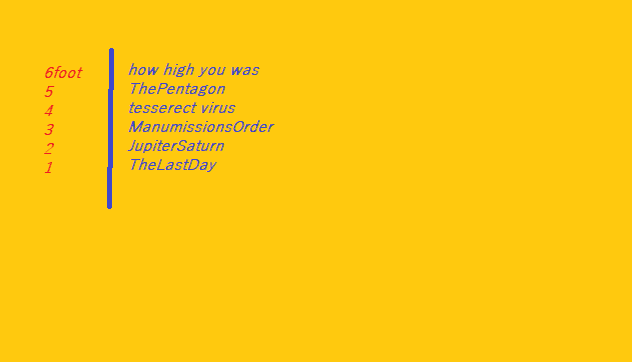 6foot how high you was
5 ThePentagon
4 tesserect virus
3 ManumissionsOrder
2 JupiterSaturn
1 TheLastDay